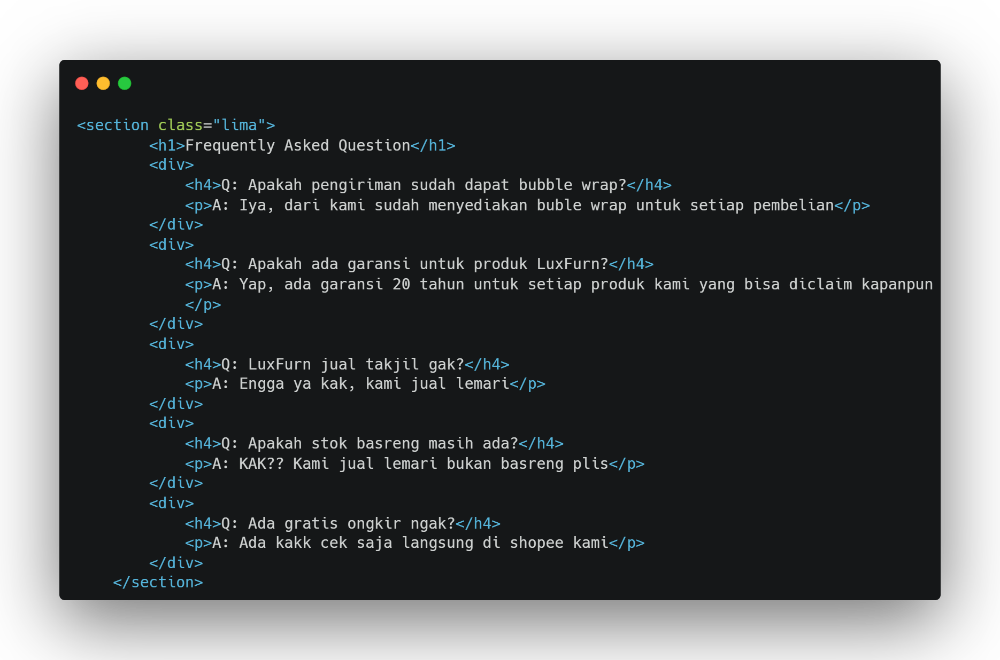 <section class="lima">
        <h1>Frequently Asked Question</h1>
        <div>
            <h4>Q: Apakah pengiriman sudah dapat bubble wrap?</h4>
            <p>A: Iya, dari kami sudah menyediakan buble wrap untuk setiap pembelian</p>
        </div>
        <div>
            <h4>Q: Apakah ada garansi untuk produk LuxFurn?</h4>
            <p>A: Yap, ada garansi 20 tahun untuk setiap produk kami yang bisa diclaim kapanpun
            </p>
        </div>
        <div>
            <h4>Q: LuxFurn jual takjil gak?</h4>
            <p>A: Engga ya kak, kami jual lemari</p>
        </div>
        <div>
            <h4>Q: Apakah stok basreng masih ada?</h4>
            <p>A: KAK?? Kami jual lemari bukan basreng plis</p>
        </div>
        <div>
            <h4>Q: Ada gratis ongkir ngak?</h4>
            <p>A: Ada kakk cek saja langsung di shopee kami</p>
        </div>
    </section>